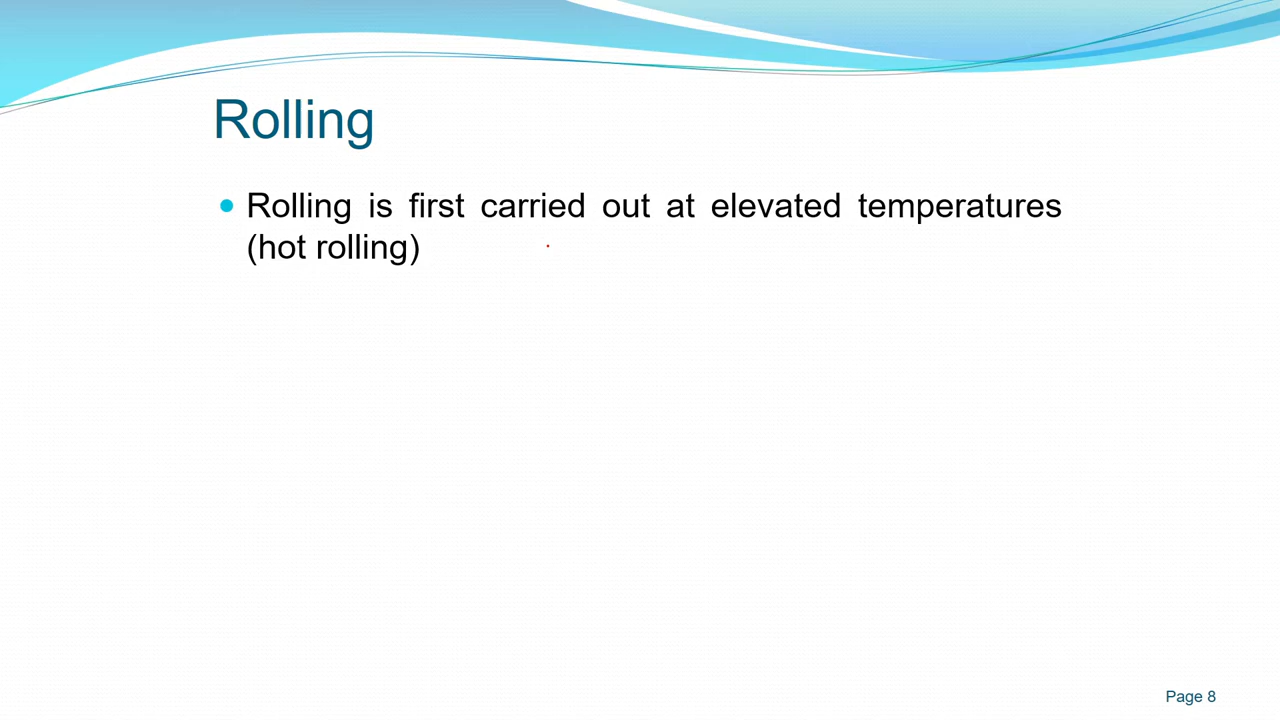 Rolling
Rolling is first carried out at elevated temperatures
(hot rolling)
Page 8